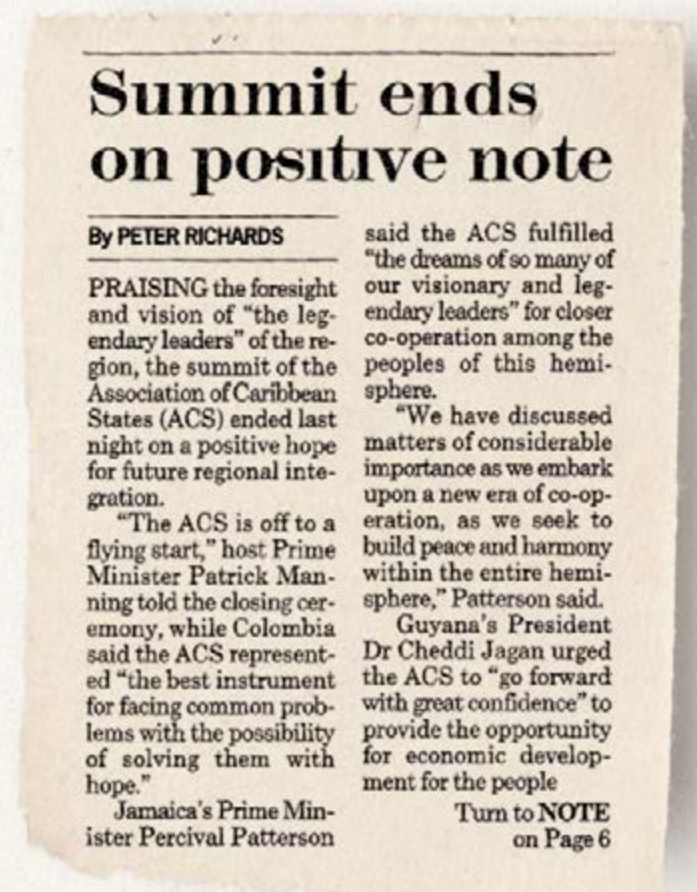 Summit ends
on positive note
By PETER RICHARDS
PRAISING the foresight
and vision of "the leg-
endary leaders" of the re-
gion, the summit of the
Association of Caribbean
States (ACS) ended last
night on a positive hope
for future regional inte-
gration.
"The ACS is off to a
flying start," host Prime
Minister Patrick Man-
ning told the closing cer-
emony, while Colombia
said the ACS represent-
ed "the best instrument
for facing common prob-
lems with the possibility
of solving them with
hope."
Jamaica's Prime Min-
ister Percival Patterson
said the ACS fulfilled
"the dreams of so many of
our visionary and leg-
endary leaders" for closer
co-operation among the
peoples of this hemi-
sphere.
"We have discussed
matters of considerable
importance as we embark
upon a new era of co-op-
eration, as we seek to
build peace and harmony
within the entire hemi-
sphere," Patterson said.
Guyana's President
Dr Cheddi Jagan urged
the ACS to "go forward
with great confidence" to
provide the opportunity
for economic develop-
ment for the people
Turn to NOTE
on Page 6